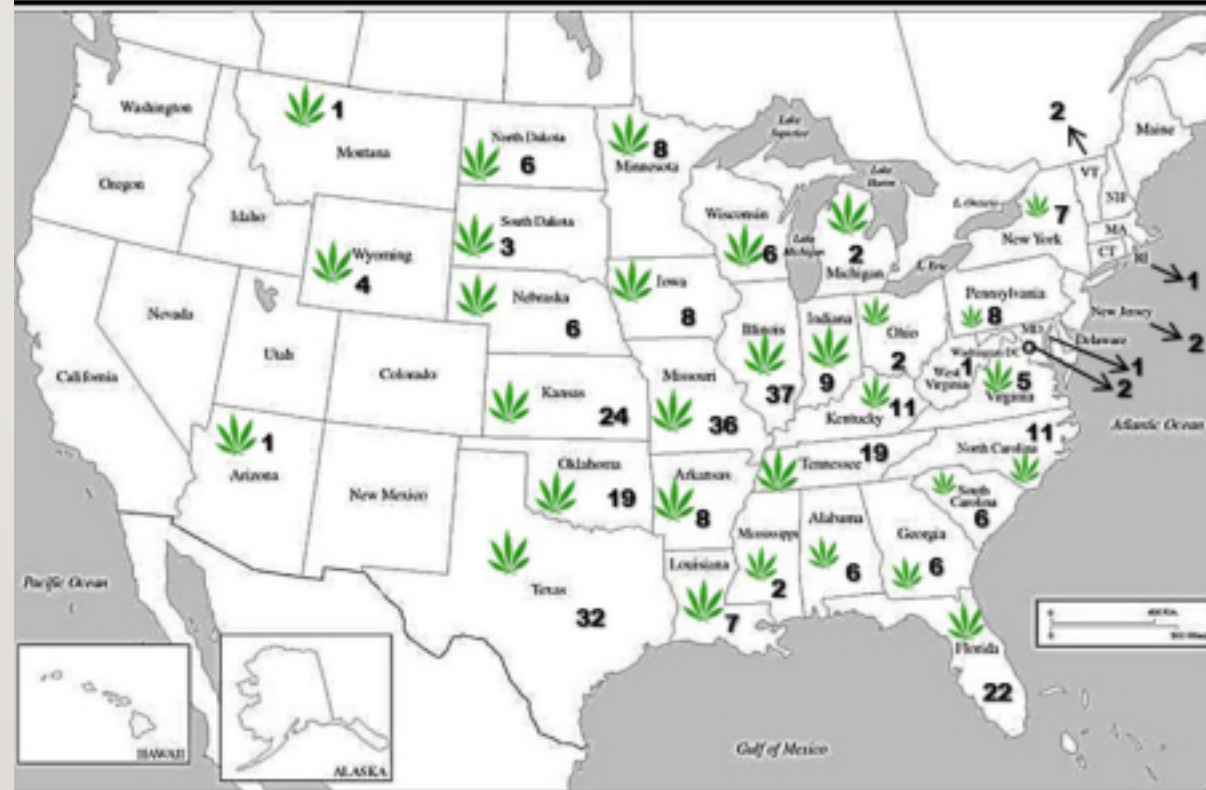 Washington
1
Montana
North Dakota
6
8
Minnesota
2
Maine
Oregon
Idaho
Wyoming
4
South Dakota
3
Wisconsin
6
Lake
Superior
Lake
Huron
Lake
Michigan
2
Michigan
L. Ontario
L. Erie
VT
NH
MA
CT
RI
7
New York
1
Nevada
Utah
California
Colorado
Nebraska
6
Iowa
8
Illinois
37
Indiana
9
Ohio
2
Pennsylvania
8
New Jersey
2
MD
Delaware
Washington DC
1
2
1
West
Virginia
5
Virginia
Kansas
24
Missouri
36
11
Kentucky
Atlantic Ocean
1
Arizona
New Mexico
Oklahoma
19
Arkansas
8
19
Tennessee
11
North Carolina
South
Carolina
6
Texas
32
Louisiana
7
Mississippi
2
Alabama
6
Georgia
6
Florida
22
Pacific Ocean
HAWAII
ALASKA
Gulf of Mexico
0
0